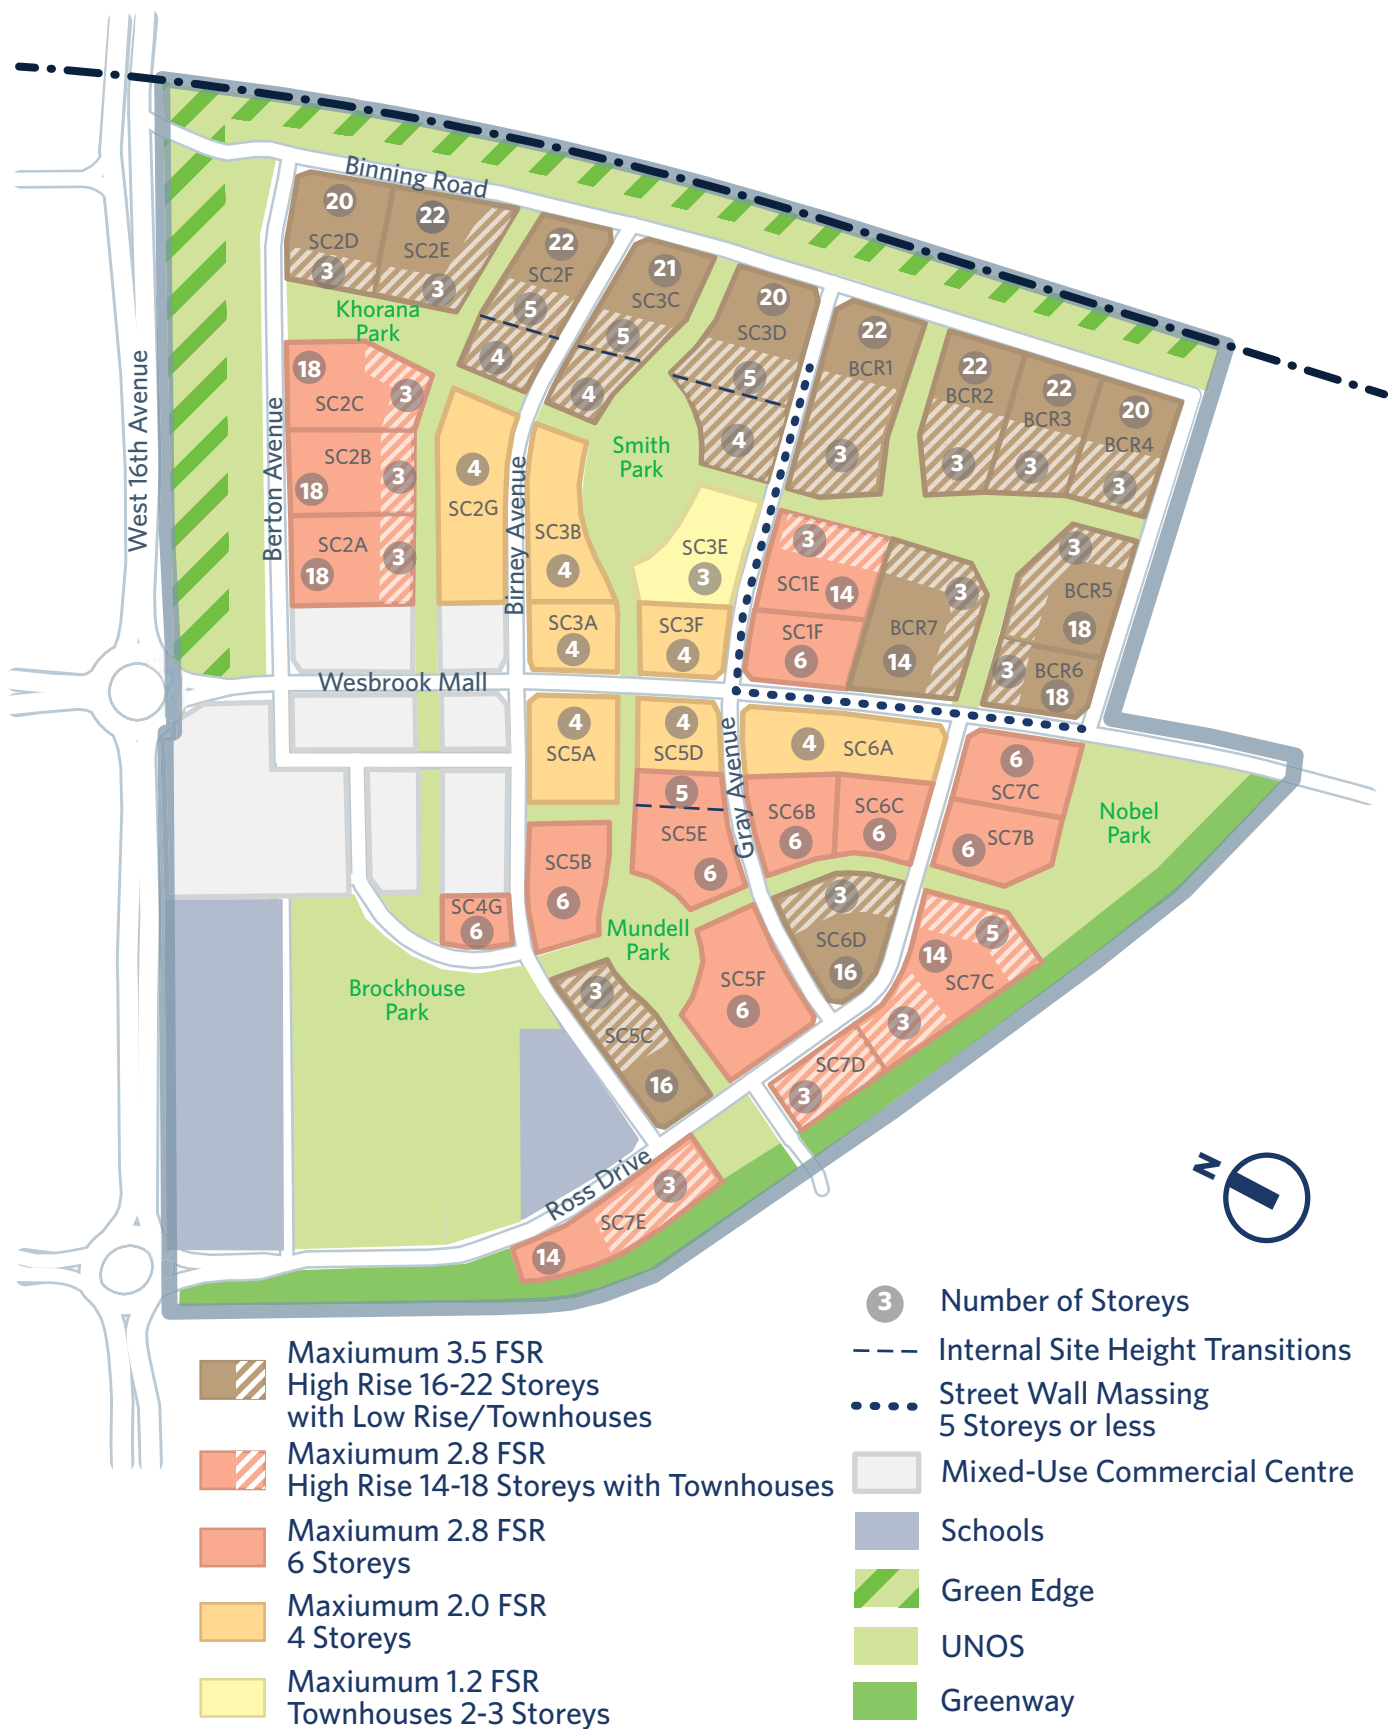 Binning Road
20
SC2D
3
22
SC2E
3
22
SC2F
5
4
21
SC3C
5
4
20
SC3D
5
4
22
BCR1
3
22
BCR2
3
22
BCR3
3
20
BCR4
3
Khorana
Park
18
SC2C
3
SC2B
18
3
SC2A
18
3
4
SC2G
SC3B
4
SC3A
4
Smith
Park
SC3E
3
SC3F
4
3
SC1E
14
SC1F
6
3
BCR7
14
3
BCR5
18
3
BCR6
18
West 16th Avenue
Berton Avenue
Birney Avenue
Wesbrook Mall
Gray Avenue
4
SC5A
4
SC5D
5
SC5E
6
4
SC6A
SC6B
6
SC6C
6
6
SC7C
6
SC7B
Nobel
Park
SC5B
6
SC4G
6
Mundell
Park
3
SC6D
16
5
14
SC7C
3
SC7D
3
SC5F
6
3
SC5C
16
Brockhouse
Park
Ross Drive
3
SC7E
14
N
3
Number of Storeys
Internal Site Height Transitions
Street Wall Massing
5 Storeys or less
Mixed-Use Commercial Centre
Schools
Green Edge
UNOS
Greenway
Maxiumum 3.5 FSR
High Rise 16-22 Storeys
with Low Rise/Townhouses
Maxiumum 2.8 FSR
High Rise 14-18 Storeys with Townhouses
Maxiumum 2.8 FSR
6 Storeys
Maxiumum 2.0 FSR
4 Storeys
Maxiumum 1.2 FSR
Townhouses 2-3 Storeys